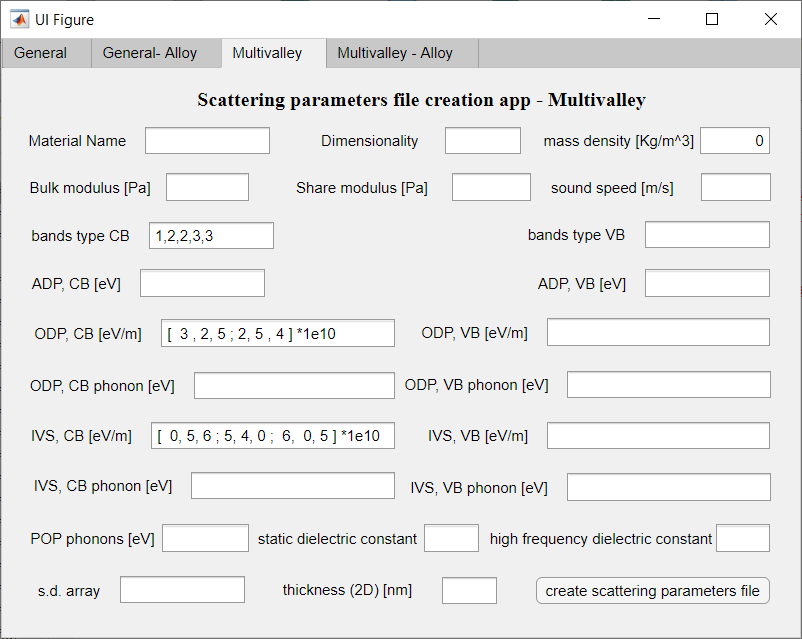 UI Figure
General General- Alloy Multivalley Multivalley - Alloy
Scattering parameters file creation app - Multivalley
Material Name Dimensionality mass density [Kg/m^3] 0
Bulk modulus [Pa] Share modulus [Pa] sound speed [m/s]
bands type CB 1,2,2,3,3 bands type VB
ADP, CB [eV] ADP, VB [eV]
ODP, CB [eV/m] [ 3 , 2, 5 ; 2, 5 , 4 ] *1e10 ODP, VB [eV/m]
ODP, CB phonon [eV] ODP, VB phonon [eV]
IVS, CB [eV/m] [ 0, 5, 6 ; 5, 4, 0 ; 6, 0, 5 ] *1e10 IVS, VB [eV/m]
IVS, CB phonon [eV] IVS, VB phonon [eV]
POP phonons [eV] static dielectric constant high frequency dielectric constant
s.d. array thickness (2D) [nm] create scattering parameters file